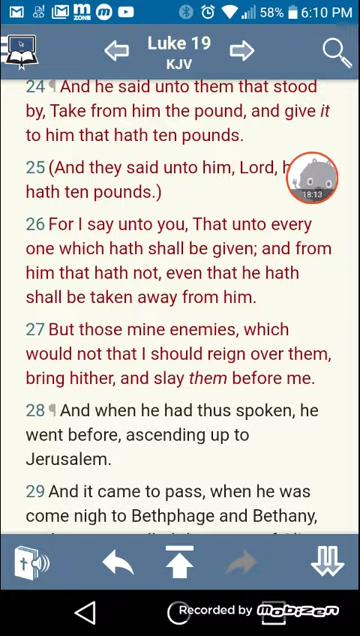 58% 6:10 PM
Luke 19
KJV
24 ¶ And he said unto them that stood
by, Take from him the pound, and give it
to him that hath ten pounds.
25 (And they said unto him, Lord, h
hath ten pounds.)
26 For I say unto you, That unto every
one which hath shall be given; and from
him that hath not, even that he hath
shall be taken away from him.
27 But those mine enemies, which
would not that I should reign over them,
bring hither, and slay them before me.
28 ¶ And when he had thus spoken, he
went before, ascending up to
Jerusalem.
29 And it came to pass, when he was
come nigh to Bethphage and Bethany,
18:13
Recorded by mobizen